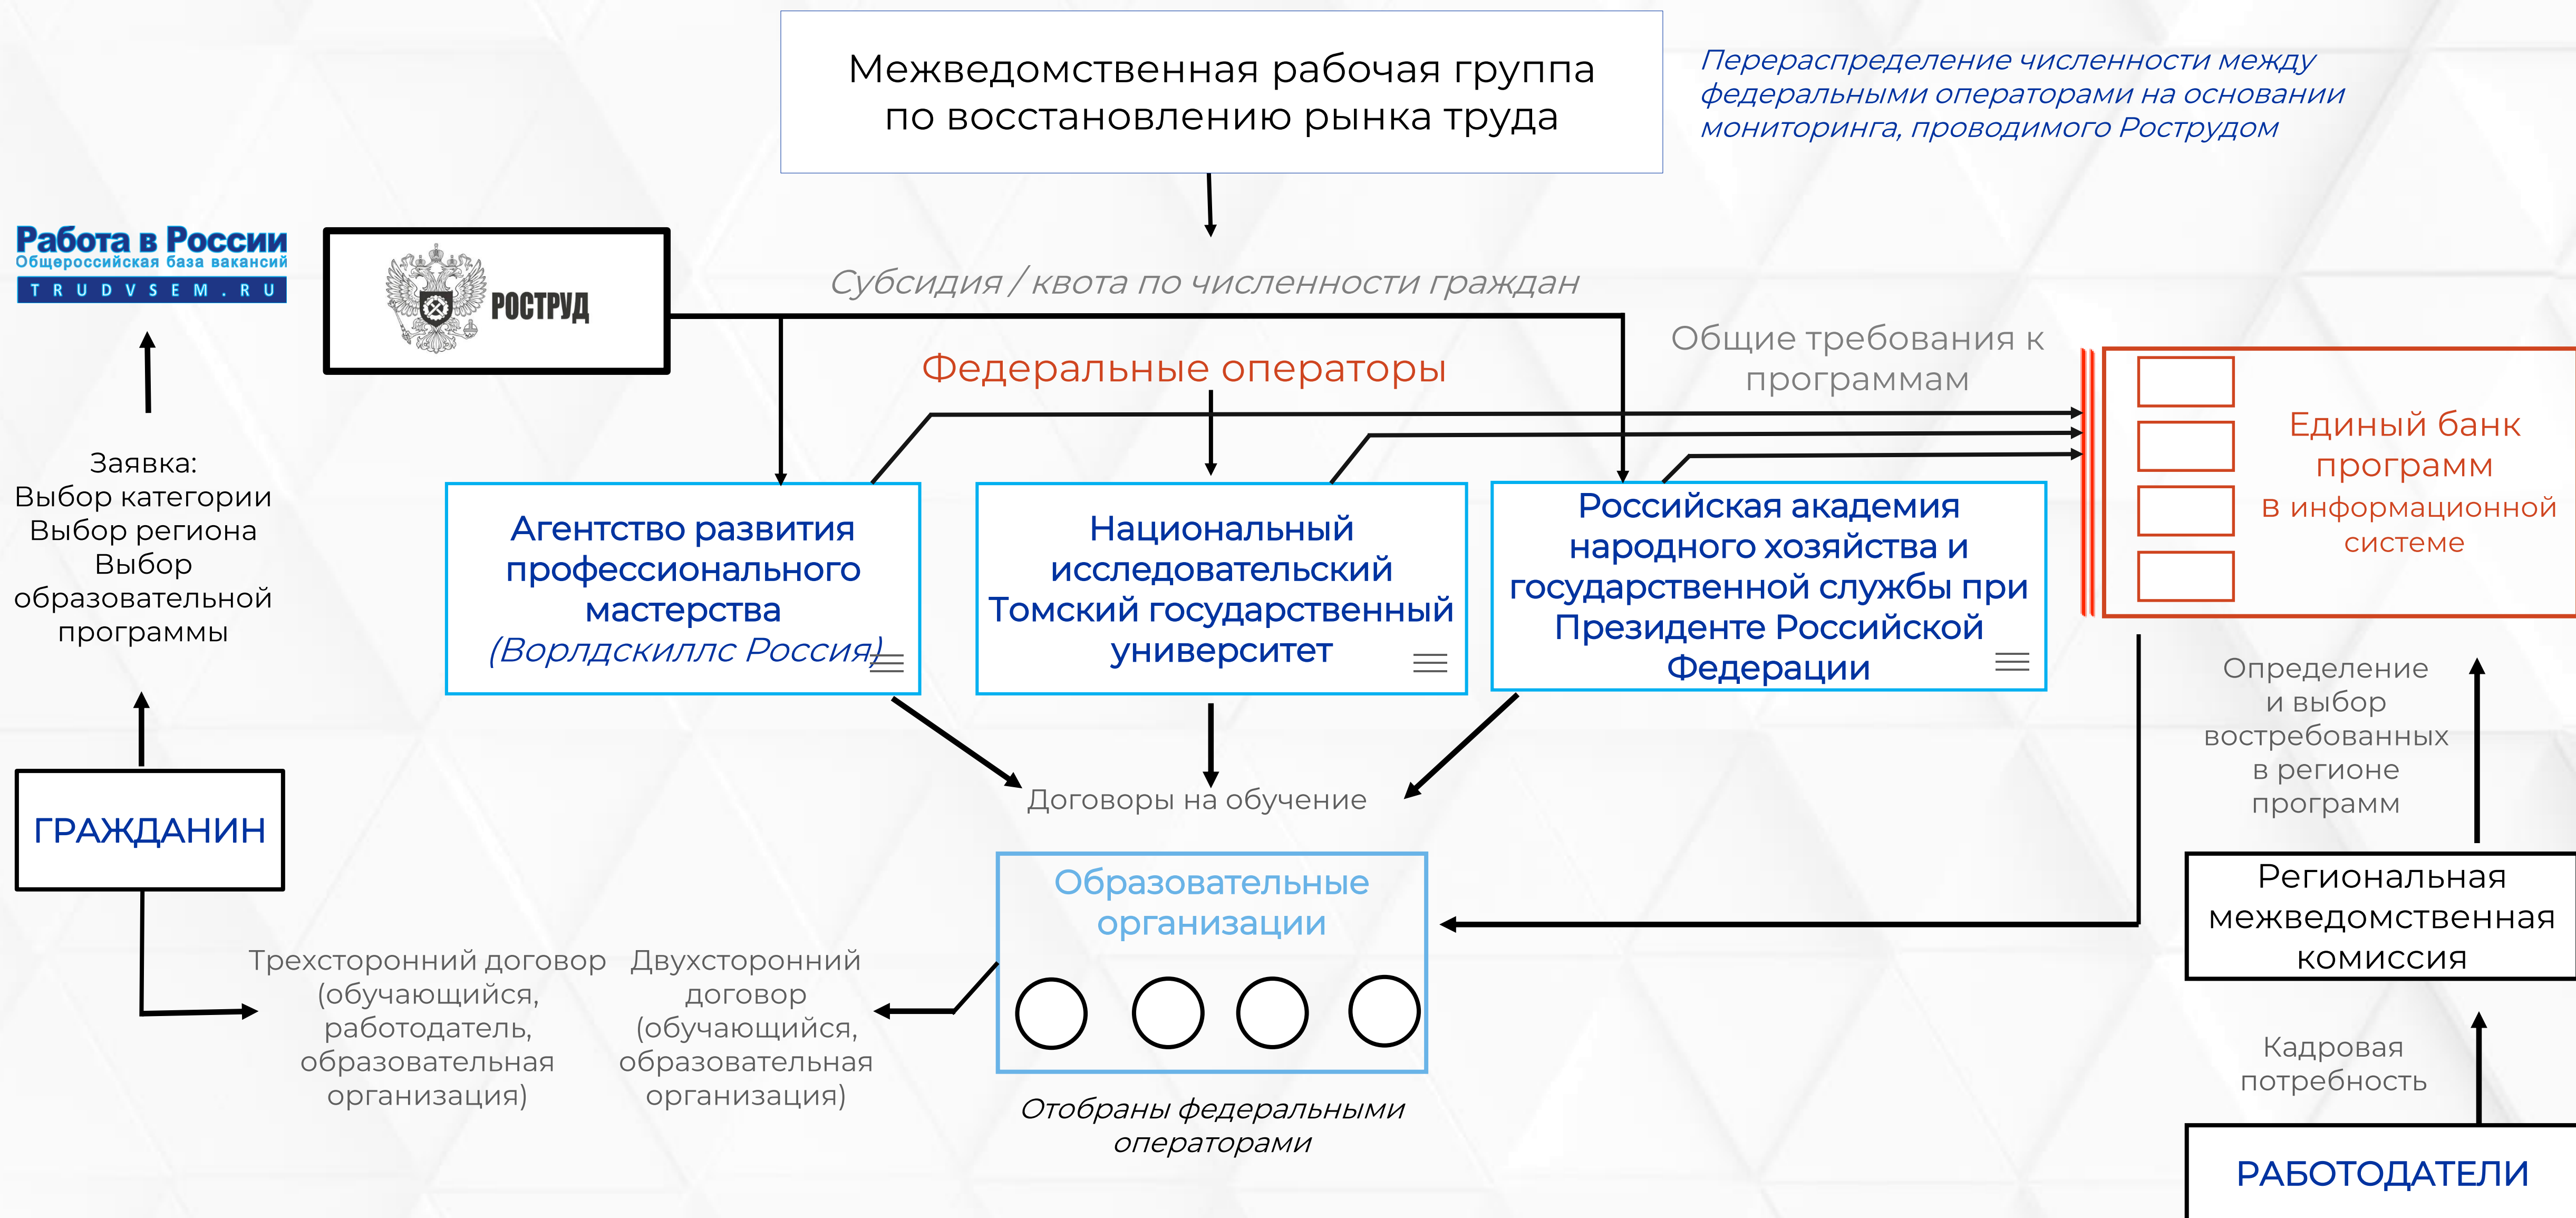 Межведомственная рабочая группа
по восстановлению рынка труда
Перераспределение численности между
федеральными операторами на основании
мониторинга, проводимого Рострудом
Работа в России
Общероссийская база вакансий
TRUDVSEM.RU
РОСТРУД
Субсидия / квота по численности граждан
Федеральные операторы
Общие требования к
программам
Единый банк
программ
в информационной
системе
Заявка:
Выбор категории
Выбор региона
Выбор
образовательной
программы
Агентство развития
профессионального
мастерства
(Ворлдскиллс Россия)
Национальный
исследовательский
Томский государственный
университет
Российская академия
народного хозяйства и
государственной службы при
Президенте Российской
Федерации
Определение
и выбор
востребованных
в регионе
программ
ГРАЖДАНИН
Договоры на обучение
Образовательные
организации
Региональная
межведомственная
комиссия
Трехсторонний договор
(обучающийся,
работодатель,
образовательная
организация)
Двухсторонний
договор
(обучающийся,
образовательная
организация)
Отобраны федеральными
операторами
Кадровая
потребность
РАБОТОДАТЕЛИ